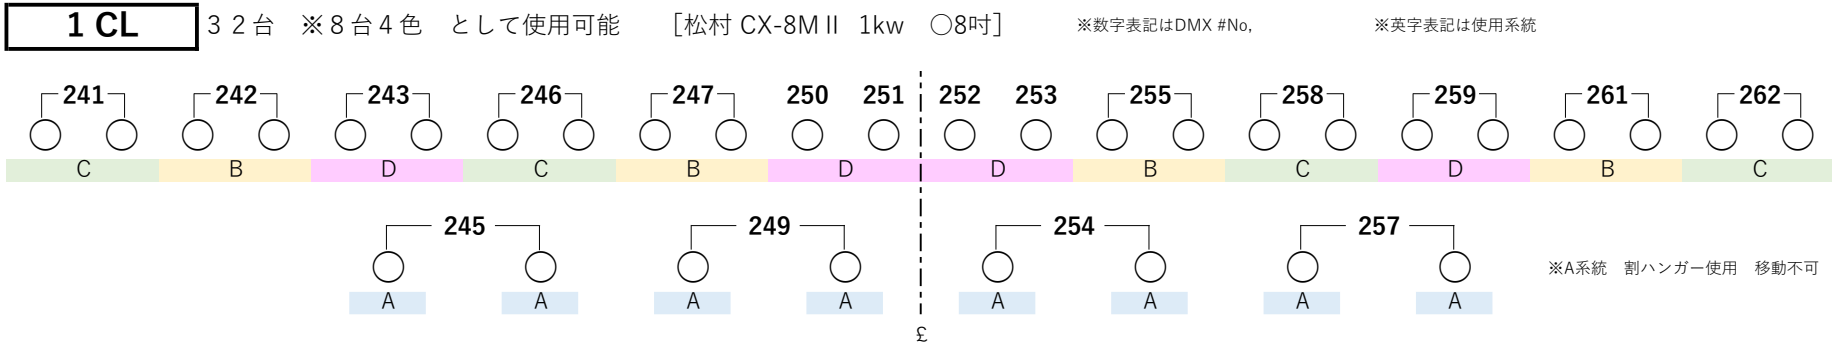 1 CL ３２台 ※８台４色 として使用可能 ［松村 CX-8MⅡ 1kw ○8吋］ ※数字表記はDMX #No, ※英字表記は使用系統
241 242 243 246 247 250 251 252 253 255 258 259 261 262
C B D C B D D B C D B C
245 249 254 257
※A系統 割ハンガー使用 移動不可
A A A A A A A A
£